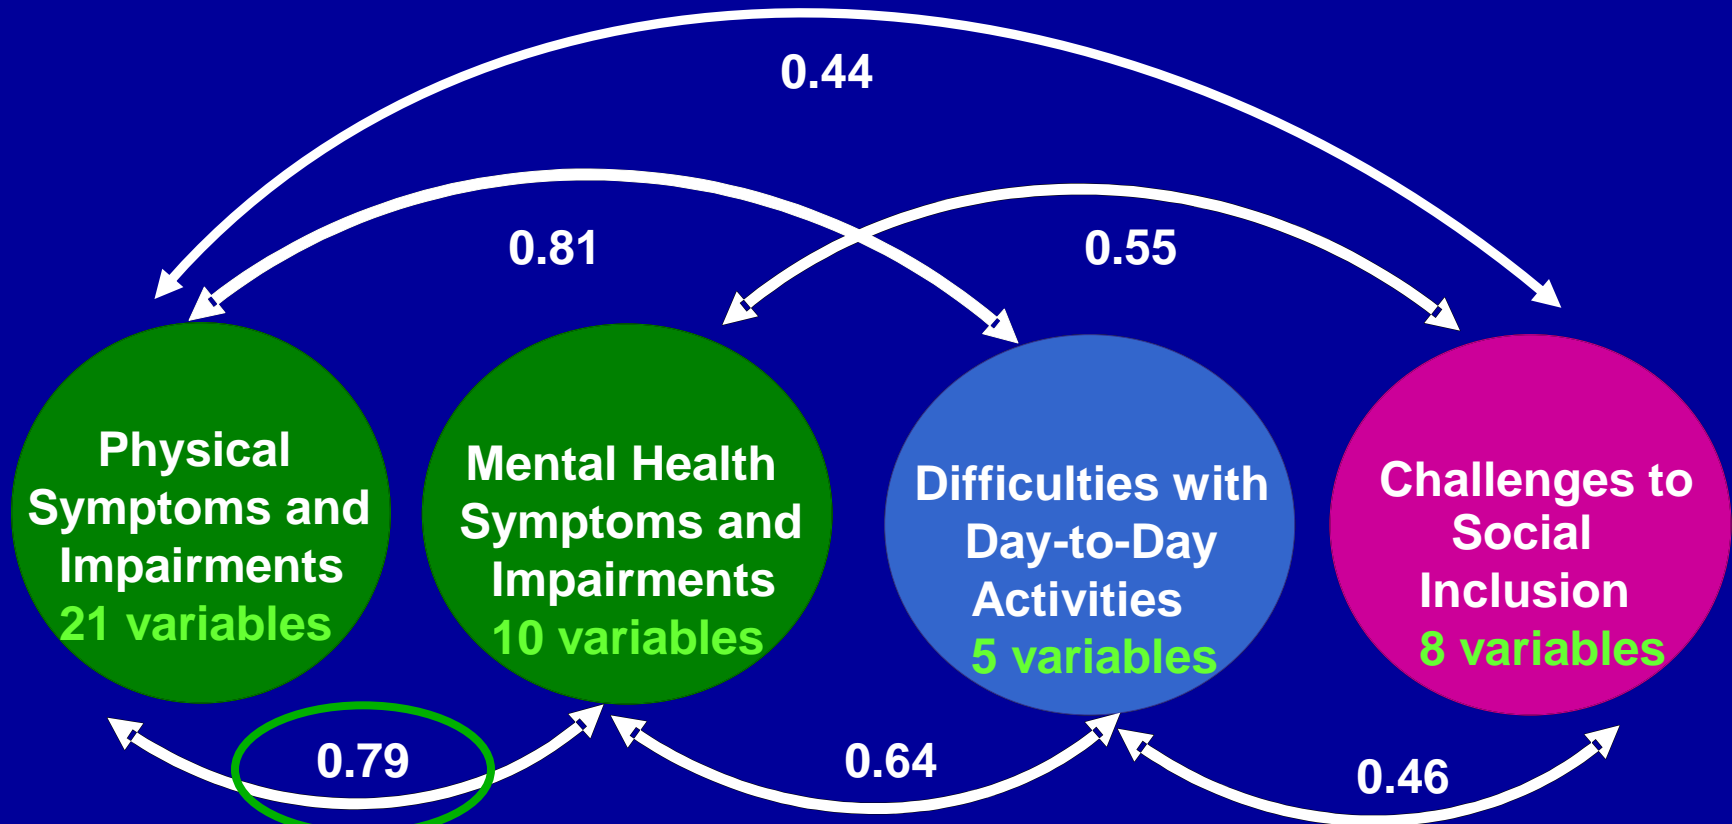 0.44
0.81
0.55
Physical
Symptoms and
Impairments
21 variables
Mental Health
Symptoms and
Impairments
10 variables
Difficulties with
Day-to-Day
Activities
5 variables
Challenges to
Social
Inclusion
8 variables
0.79
0.64
0.46